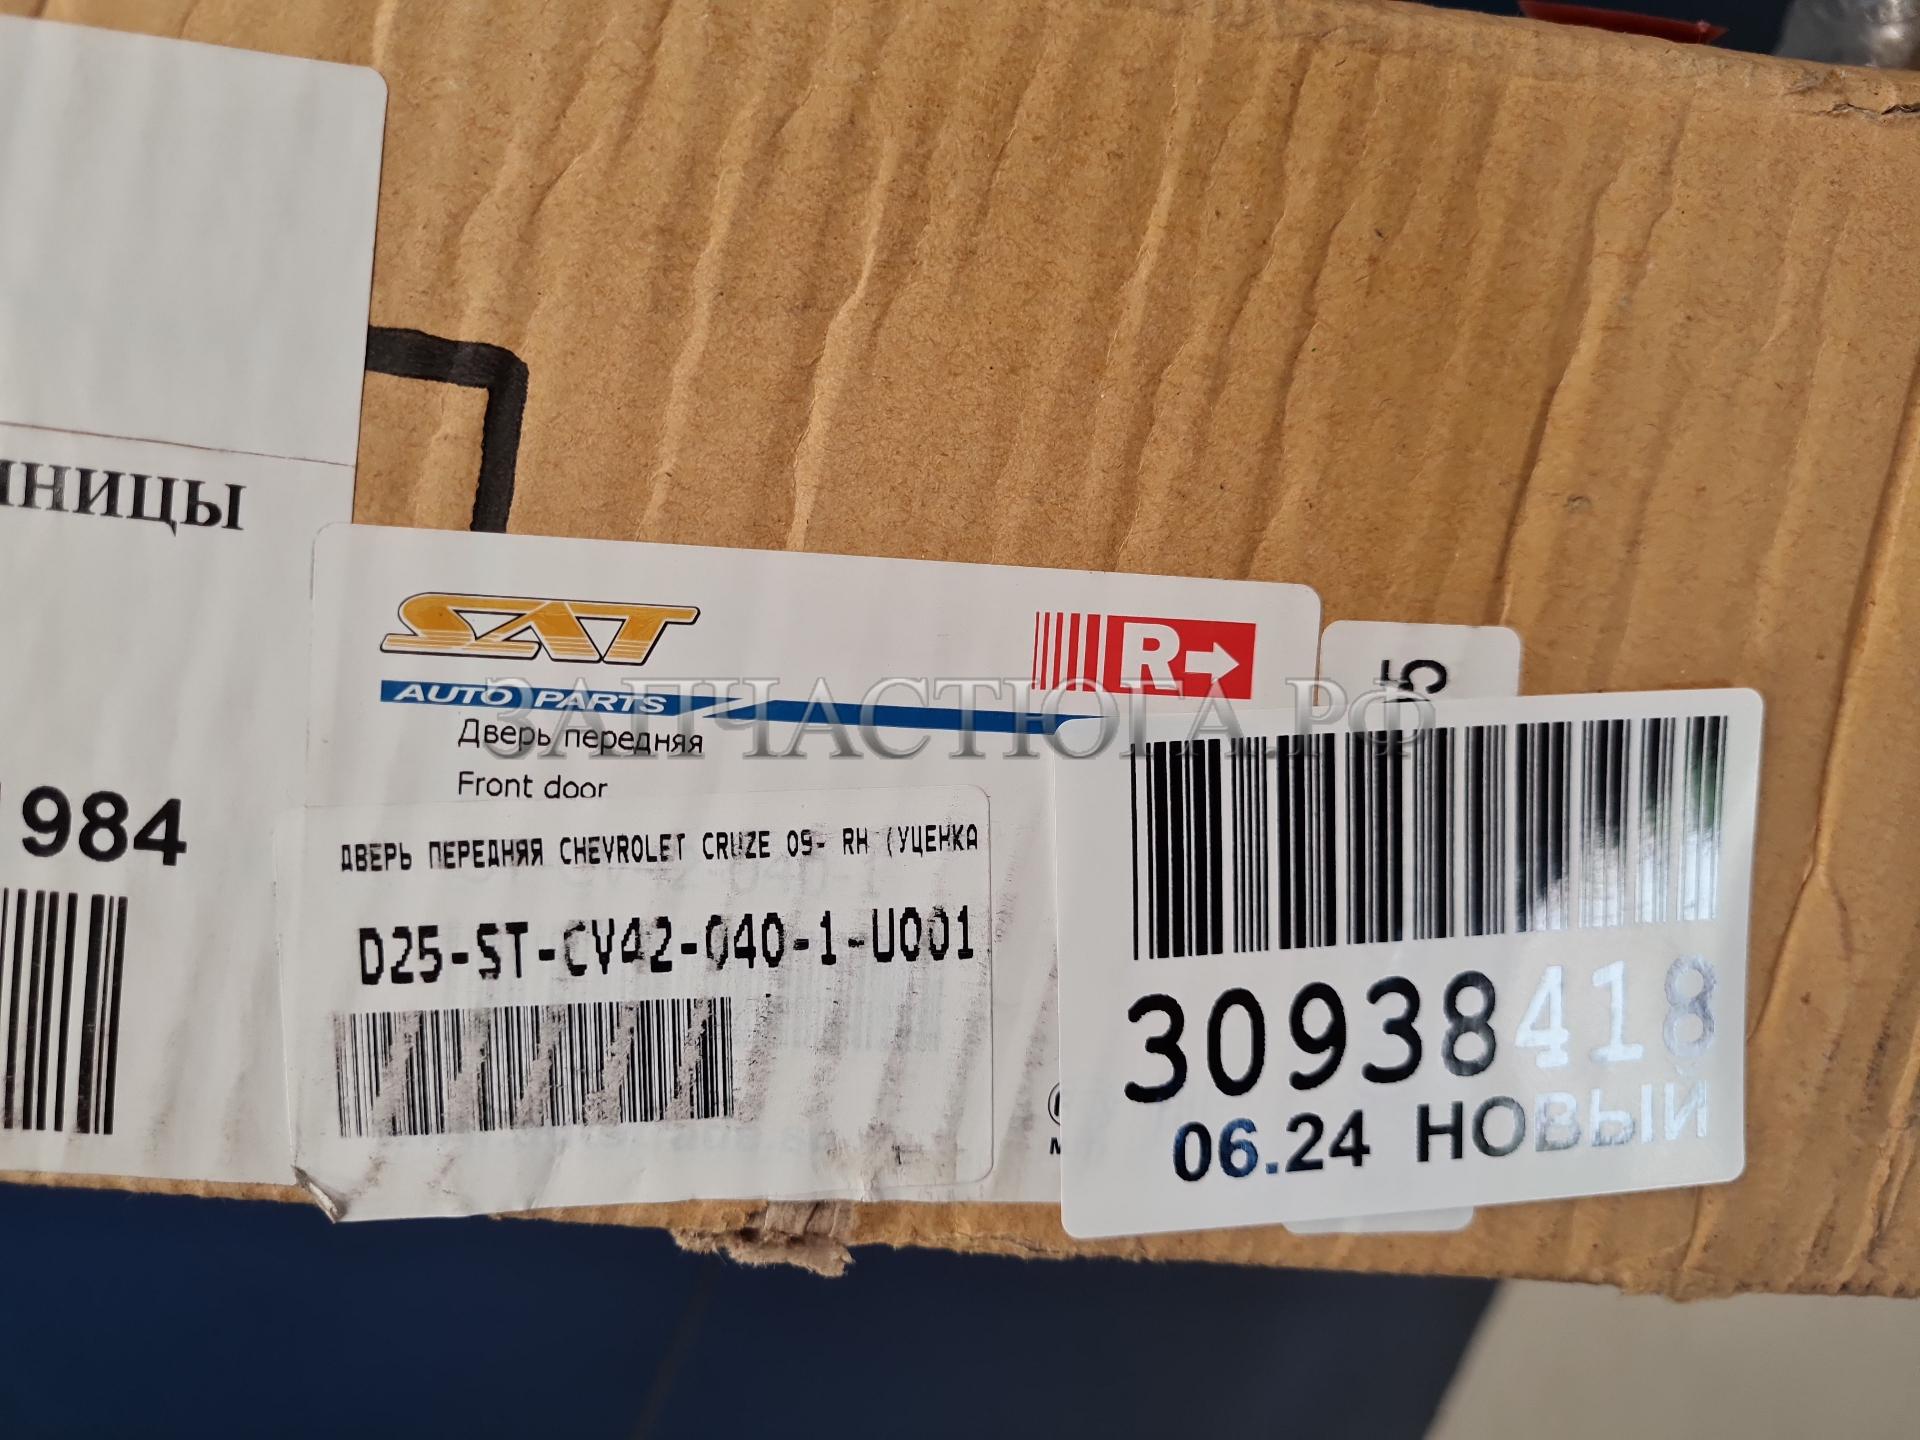 984
SAT
AUTO PARTS
R
Дверь передняя
Front door
ДВЕРЬ ПЕРЕДНЯЯ CHEVROLET CRUZE 09- RH (УЦЕНКА
D25-ST-CV42-040-1-U001
30938418
06.24 НОВЫЙ
ЗАПЧАСТЮГА.РФ